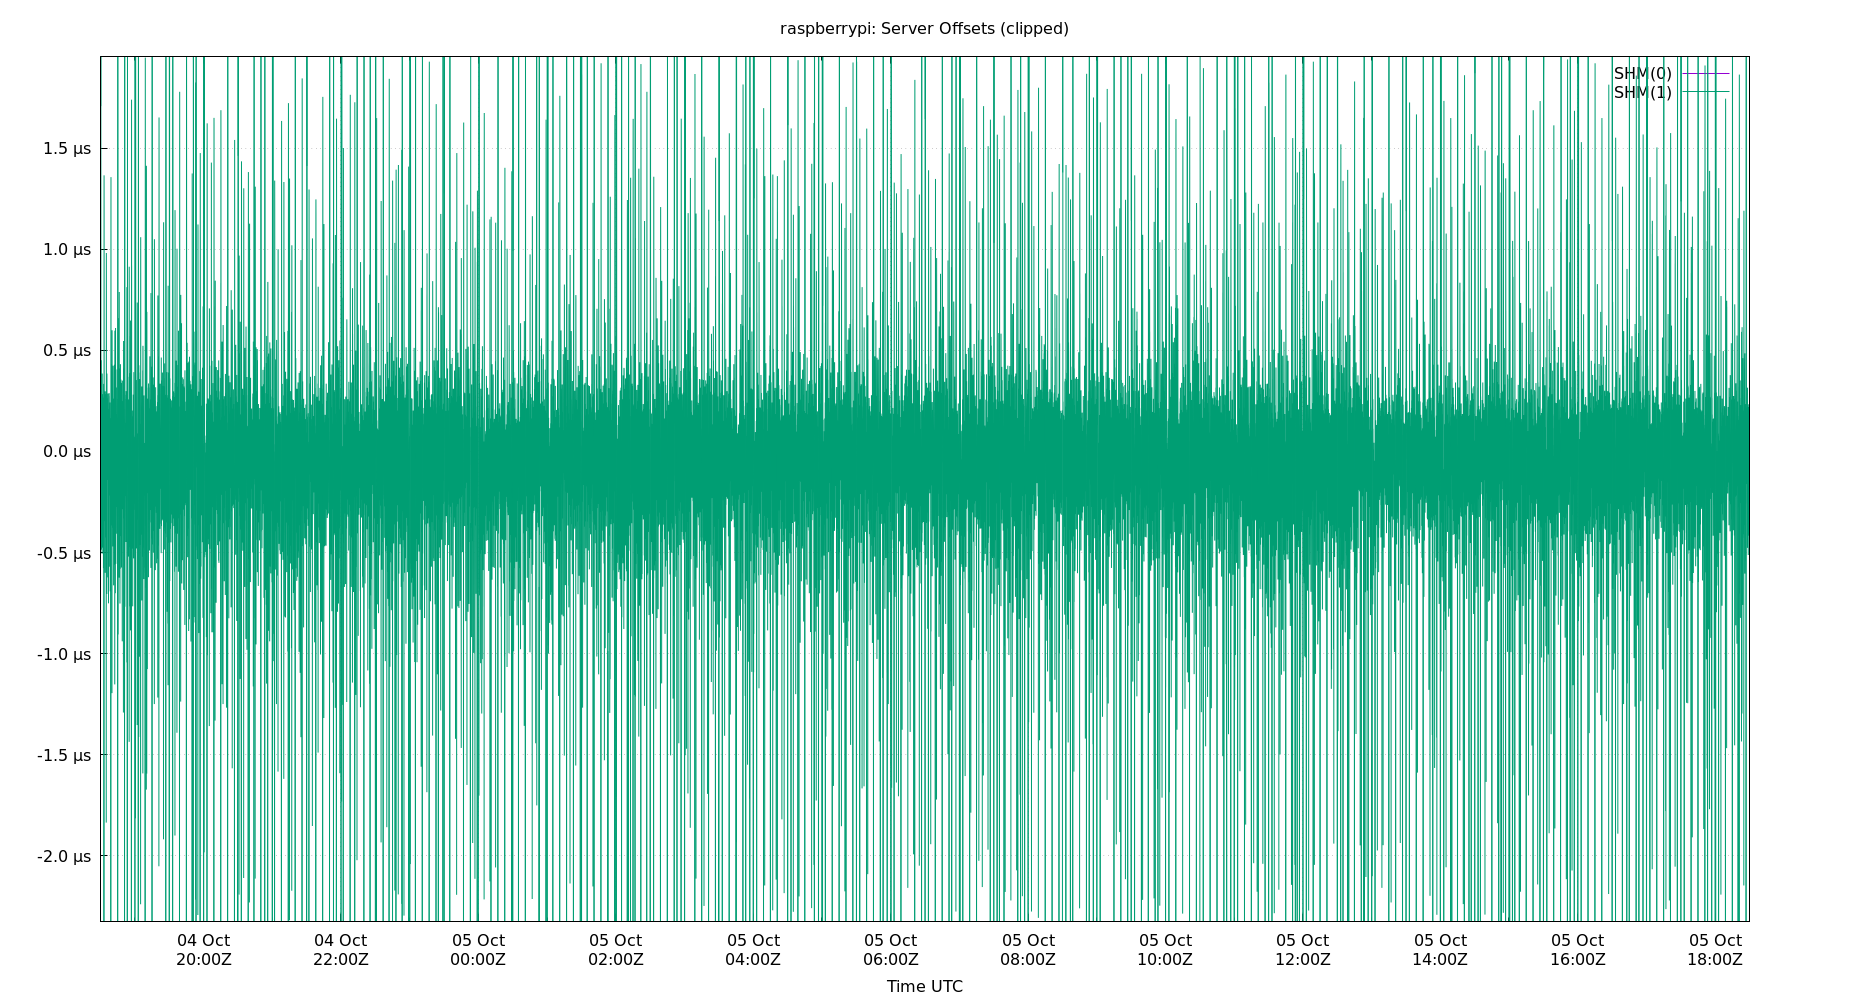 raspberrypi: Server Offsets (clipped)
SHM(0)
SHM(1)
1.5 µs
1.0 µs
0.5 µs
0.0 µs
-0.5 µs
-1.0 µs
-1.5 µs
-2.0 µs
04 Oct 04 Oct 05 Oct 05 Oct 05 Oct 05 Oct 05 Oct 05 Oct 05 Oct 05 Oct 05 Oct 05 Oct
20:00Z 22:00Z 00:00Z 02:00Z 04:00Z 06:00Z 08:00Z 10:00Z 12:00Z 14:00Z 16:00Z 18:00Z
Time UTC